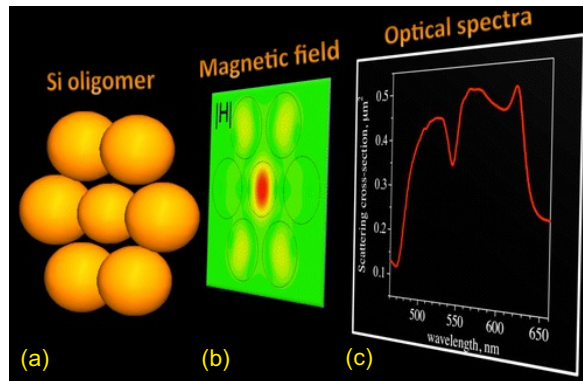 Si oligomer
Magnetic field
Optical spectra
|H|
Scattering cross-section, μm²
0.5
0.4
0.3
0.2
0.1
500
550
600
650
wavelength, nm
(a)
(b)
(c)